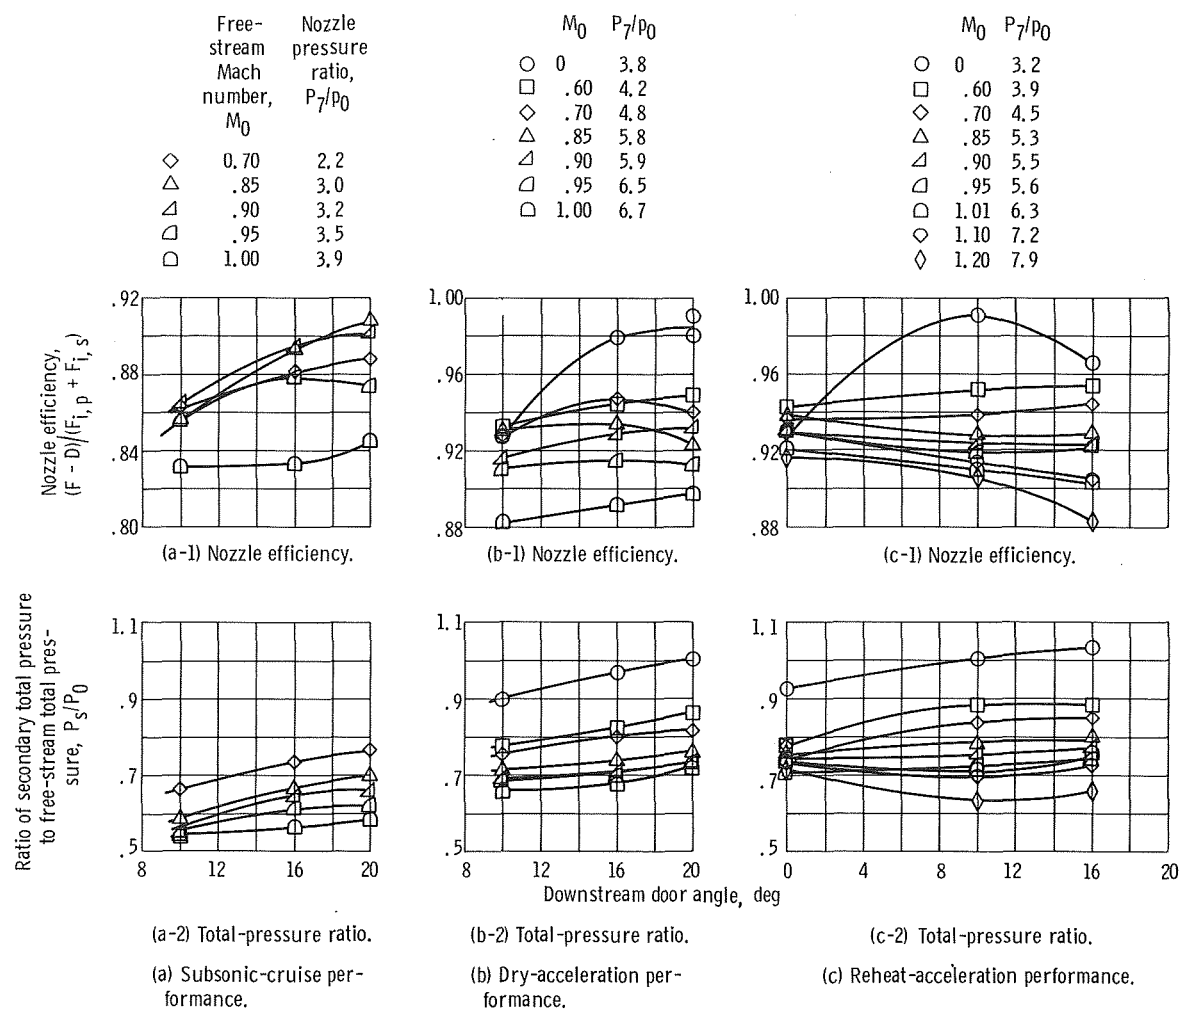 Free-
stream
Mach
number,
M0
Nozzle
pressure
ratio,
P7/p0
0.70 2.2
.85 3.0
.90 3.2
.95 3.5
1.00 3.9
M0 P7/p0
0 3.8
.60 4.2
.70 4.8
.85 5.8
.90 5.9
.95 6.5
1.00 6.7
M0 P7/p0
0 3.2
.60 3.9
.70 4.5
.85 5.3
.90 5.5
.95 5.6
1.01 6.3
1.10 7.2
1.20 7.9
Nozzle efficiency,
(F - D)/(Fi, p + Fi, s)
.92
.88
.84
.80
(a-1) Nozzle efficiency.
1.00
.96
.92
.88
(b-1) Nozzle efficiency.
1.00
.96
.92
.88
(c-1) Nozzle efficiency.
Ratio of secondary total pressure
to free-stream total pres-
sure, Ps/P0
1.1
.9
.7
.5
8 12 16 20
1.1
.9
.7
.5
8 12 16 20
1.1
.9
.7
.5
0 4 8 12 16 20
Downstream door angle, deg
(a-2) Total-pressure ratio.
(b-2) Total-pressure ratio.
(c-2) Total-pressure ratio.
(a) Subsonic-cruise per-
formance.
(b) Dry-acceleration per-
formance.
(c) Reheat-acceleration performance.